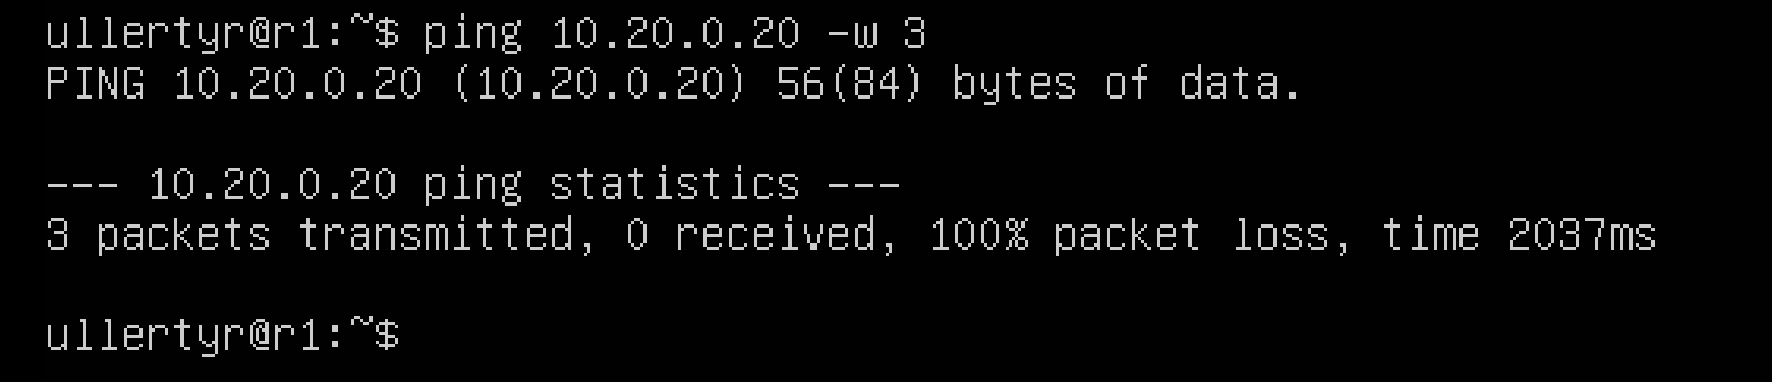 ullertyr@r1:~$ ping 10.20.0.20 -w 3
PING 10.20.0.20 (10.20.0.20) 56(84) bytes of data.
--- 10.20.0.20 ping statistics ---
3 packets transmitted, 0 received, 100% packet loss, time 2037ms
ullertyr@r1:~$